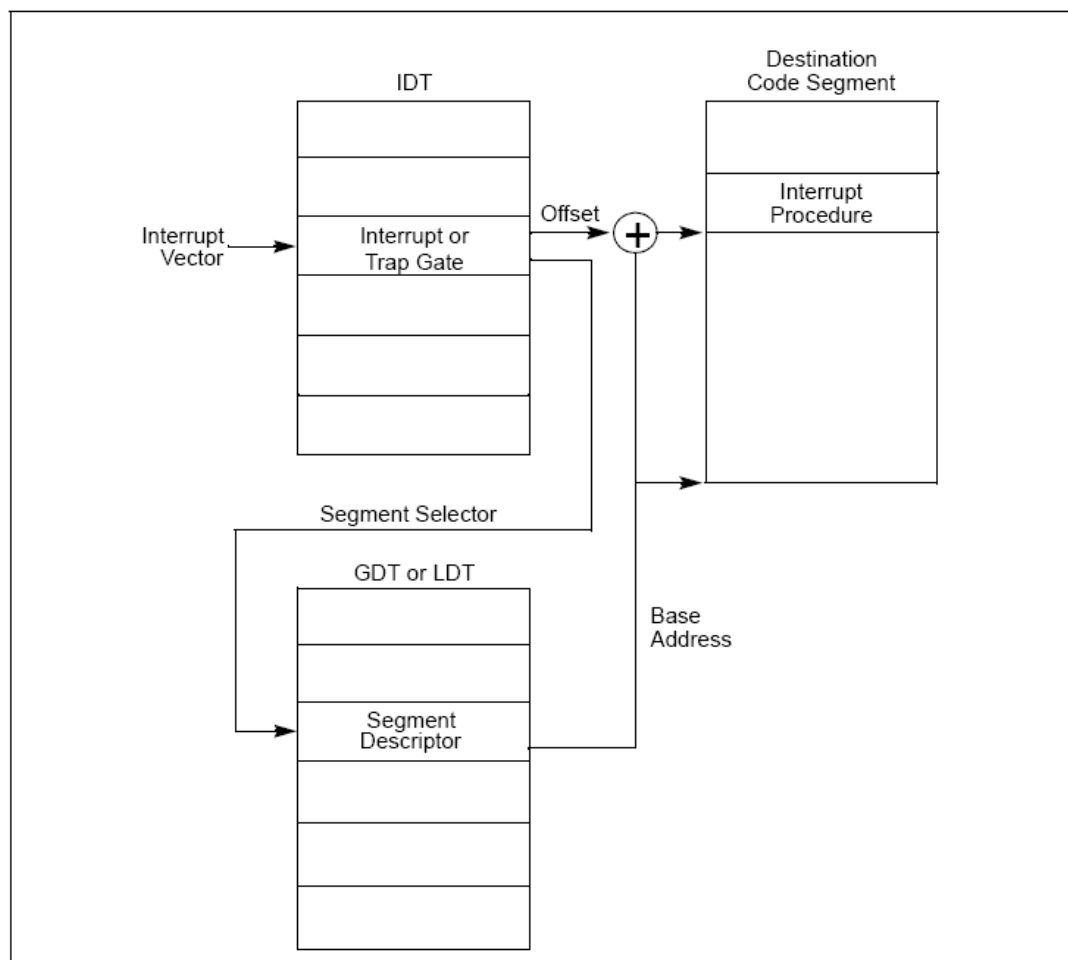 Destination
Code Segment
IDT
Interrupt
Procedure
Offset
+
Interrupt
Vector
Interrupt or
Trap Gate
Segment Selector
GDT or LDT
Base
Address
Segment
Descriptor